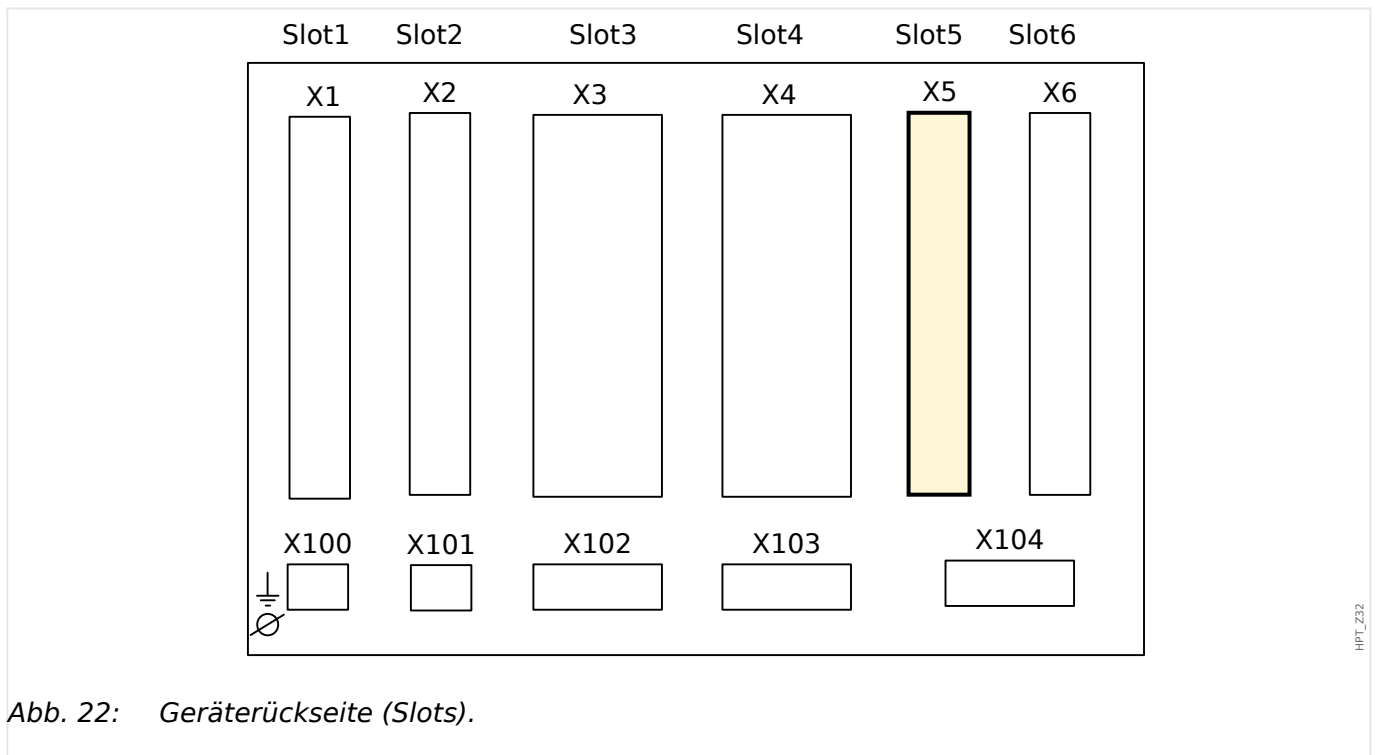 Slot1 Slot2 Slot3 Slot4 Slot5 Slot6
X1 X2 X3 X4 X5 X6
X100 X101 X102 X103 X104
HPT_Z32
Abb. 22: Geräterückseite (Slots).